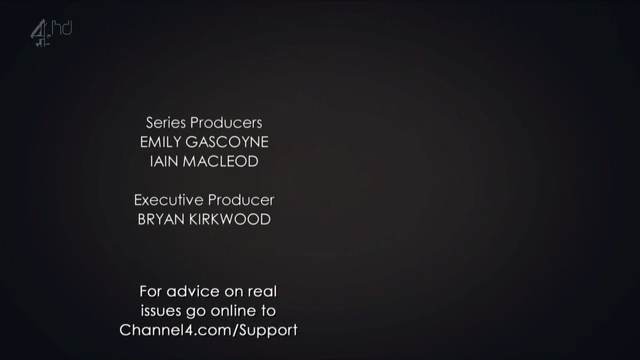 4hd
Series Producers
EMILY GASCOYNE
IAIN MACLEOD
Executive Producer
BRYAN KIRKWOOD
For advice on real
issues go online to
Channel4.com/Support